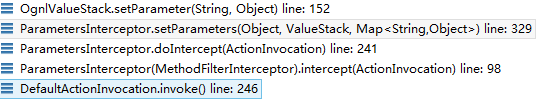 OgnlValueStack.setParameter(String, Object) line: 152
ParametersInterceptor.setParameters(Object, ValueStack, Map<String,Object>) line: 329
ParametersInterceptor.doIntercept(ActionInvocation) line: 241
ParametersInterceptor(MethodFilterInterceptor).intercept(ActionInvocation) line: 98
DefaultActionInvocation.invoke() line: 246